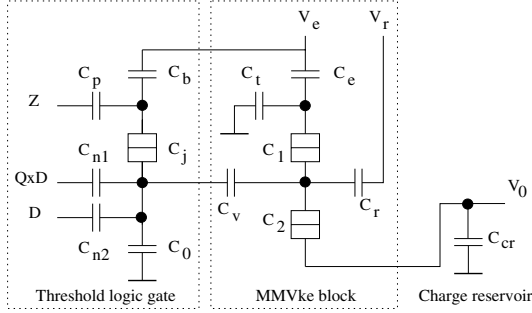 V_e V_r
C_p C_b C_t C_e
Z
C_n1 C_j C_1
QxD
D C_v C_r V_0
C_n2 C_0 C_2 C_cr
Threshold logic gate MMVke block Charge reservoir